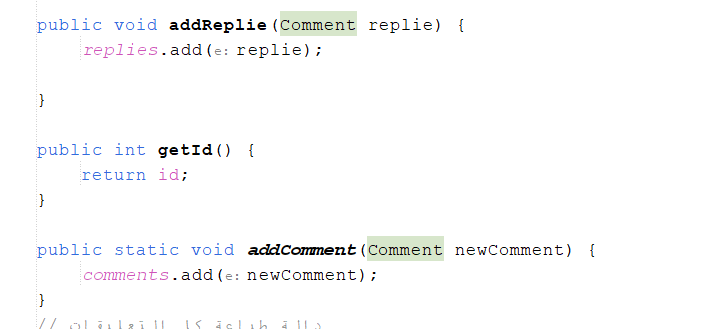 public void addReplie(Comment replie) {
replies.add(e: replie);
}
public int getId() {
return id;
}
public static void addComment(Comment newComment) {
comments.add(e: newComment);
}
// دالة طباعة كل التعليقات